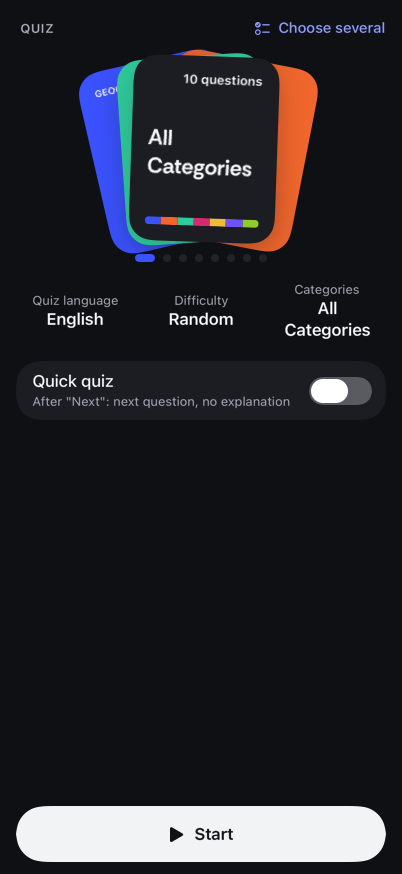 QUIZ
Choose several
10 questions
All
Categories
Quiz language
English
Difficulty
Random
Categories
All
Categories
Quick quiz
After "Next": next question, no explanation
Start